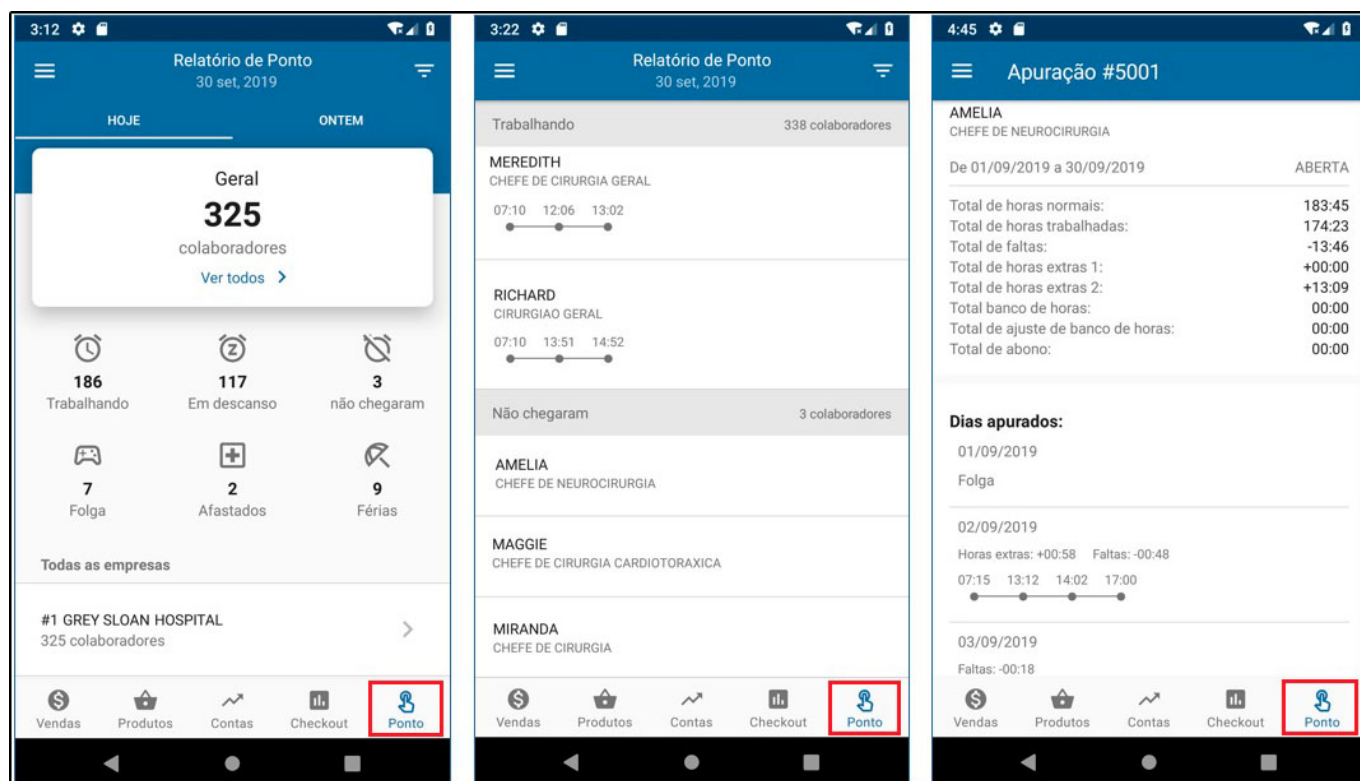 3:12
Relatório de Ponto
30 set, 2019
HOJE ONTEM
Geral
325
colaboradores
Ver todos
186 117 3
Trabalhando Em descanso não chegaram
7 2 9
Folga Afastados Férias
Todas as empresas
#1 GREY SLOAN HOSPITAL
325 colaboradores
Vendas Produtos Contas Checkout Ponto
3:22
Relatório de Ponto
30 set, 2019
Trabalhando 338 colaboradores
MEREDITH
CHEFE DE CIRURGIA GERAL
07:10 12:06 13:02
RICHARD
CIRURGIAO GERAL
07:10 13:51 14:52
Não chegaram 3 colaboradores
AMELIA
CHEFE DE NEUROCIRURGIA
MAGGIE
CHEFE DE CIRURGIA CARDIOTORAXICA
MIRANDA
CHEFE DE CIRURGIA
Vendas Produtos Contas Checkout Ponto
4:45
Apuração #5001
AMELIA
CHEFE DE NEUROCIRURGIA
De 01/09/2019 a 30/09/2019 ABERTA
Total de horas normais: 183:45
Total de horas trabalhadas: 174:23
Total de faltas: -13:46
Total de horas extras 1: +00:00
Total de horas extras 2: +13:09
Total banco de horas: 00:00
Total de ajuste de banco de horas: 00:00
Total de abono: 00:00
Dias apurados:
01/09/2019
Folga
02/09/2019
Horas extras: +00:58 Faltas: -00:48
07:15 13:12 14:02 17:00
03/09/2019
Faltas: -00:18
Vendas Produtos Contas Checkout Ponto